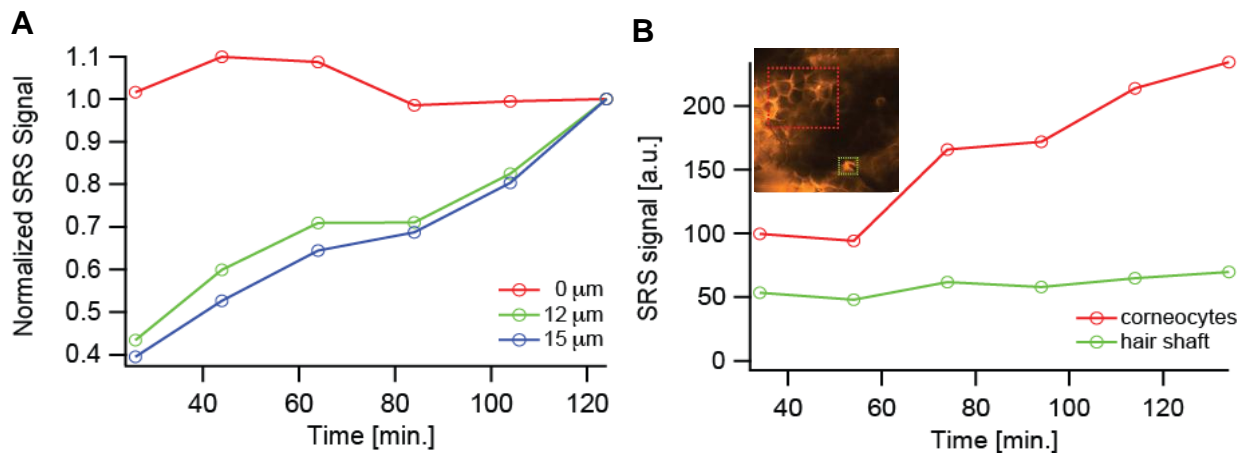 A
Normalized SRS Signal
1.1
1.0
0.9
0.8
0.7
0.6
0.5
0.4
0 μm
12 μm
15 μm
40 60 80 100 120
Time [min.]
B
SRS signal [a.u.]
200
150
100
50
0
corneocytes
hair shaft
40 60 80 100 120
Time [min.]